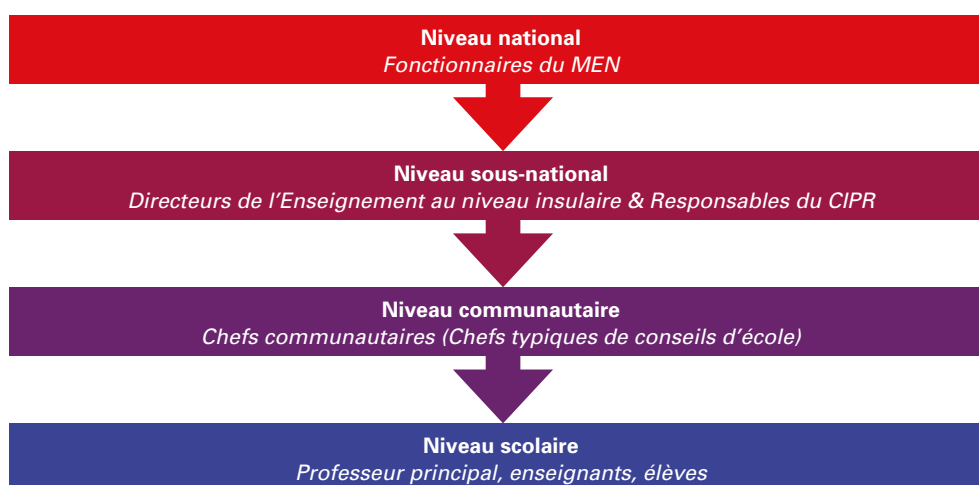 Niveau national
Fonctionnaires du MEN
Niveau sous-national
Directeurs de l’Enseignement au niveau insulaire & Responsables du CIPR
Niveau communautaire
Chefs communautaires (Chefs typiques de conseils d’école)
Niveau scolaire
Professeur principal, enseignants, élèves